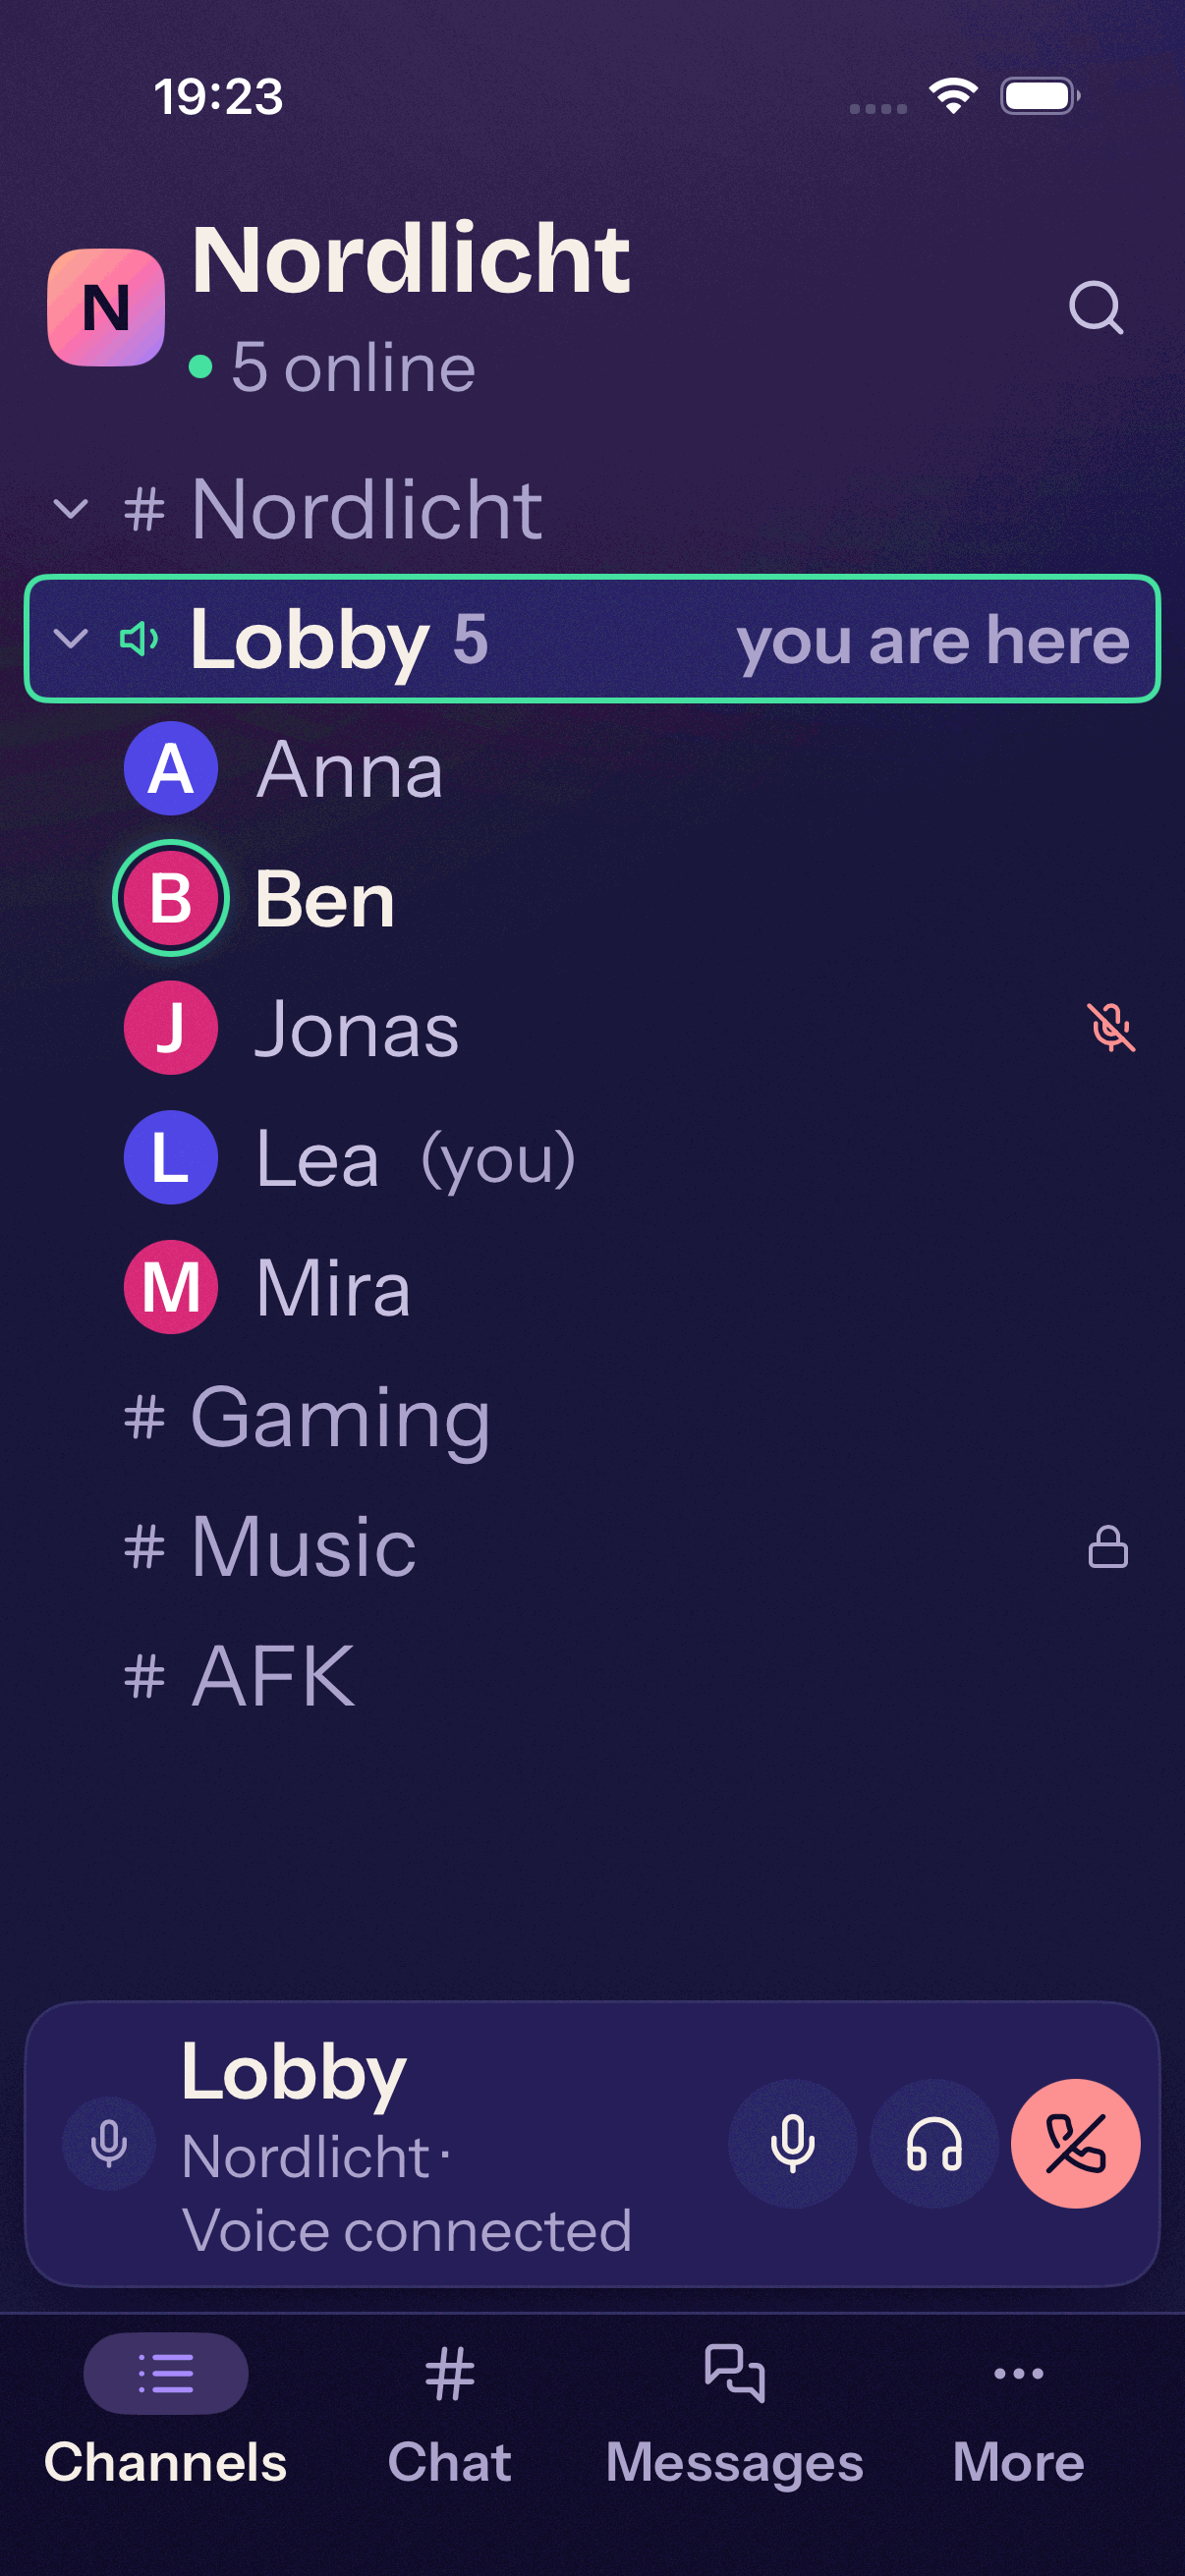 19:23
N Nordlicht
5 online
# Nordlicht
Lobby 5 you are here
A Anna
B Ben
J Jonas
L Lea (you)
M Mira
# Gaming
# Music
# AFK
Lobby
Nordlicht ·
Voice connected
Channels Chat Messages More